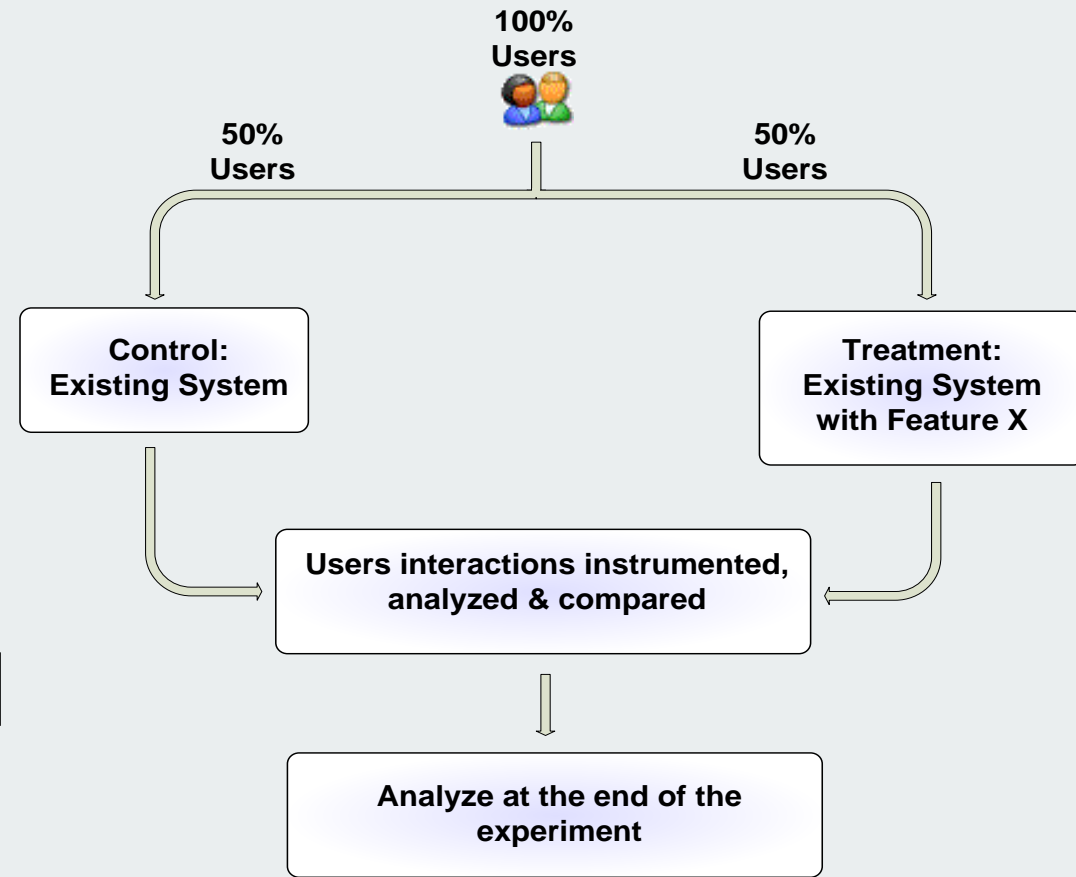 100%
Users
50%
Users
50%
Users
Control:
Existing System
Treatment:
Existing System
with Feature X
Users interactions instrumented,
analyzed & compared
Analyze at the end of the
experiment